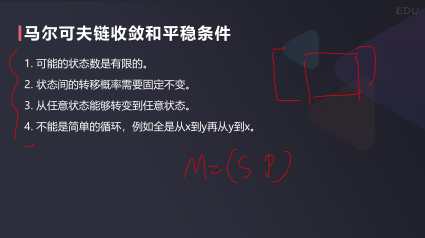 EDU
马尔可夫链收敛和平稳条件
1. 可能的状态数是有限的。
2. 状态间的转移概率需要固定不变。
3. 从任意状态能够转变到任意状态。
4. 不能是简单的循环，例如全是从x到y再从y到x。
M=(S P)